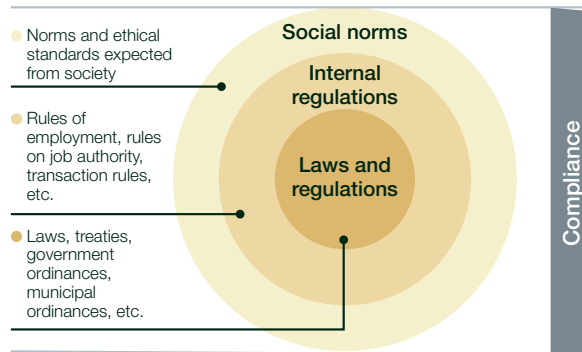 Social norms
Norms and ethical
standards expected
from society
Internal
regulations
Rules of
employment, rules
on job authority,
transaction rules,
etc.
Laws and
regulations
Laws, treaties,
government
ordinances,
municipal
ordinances, etc.
Compliance